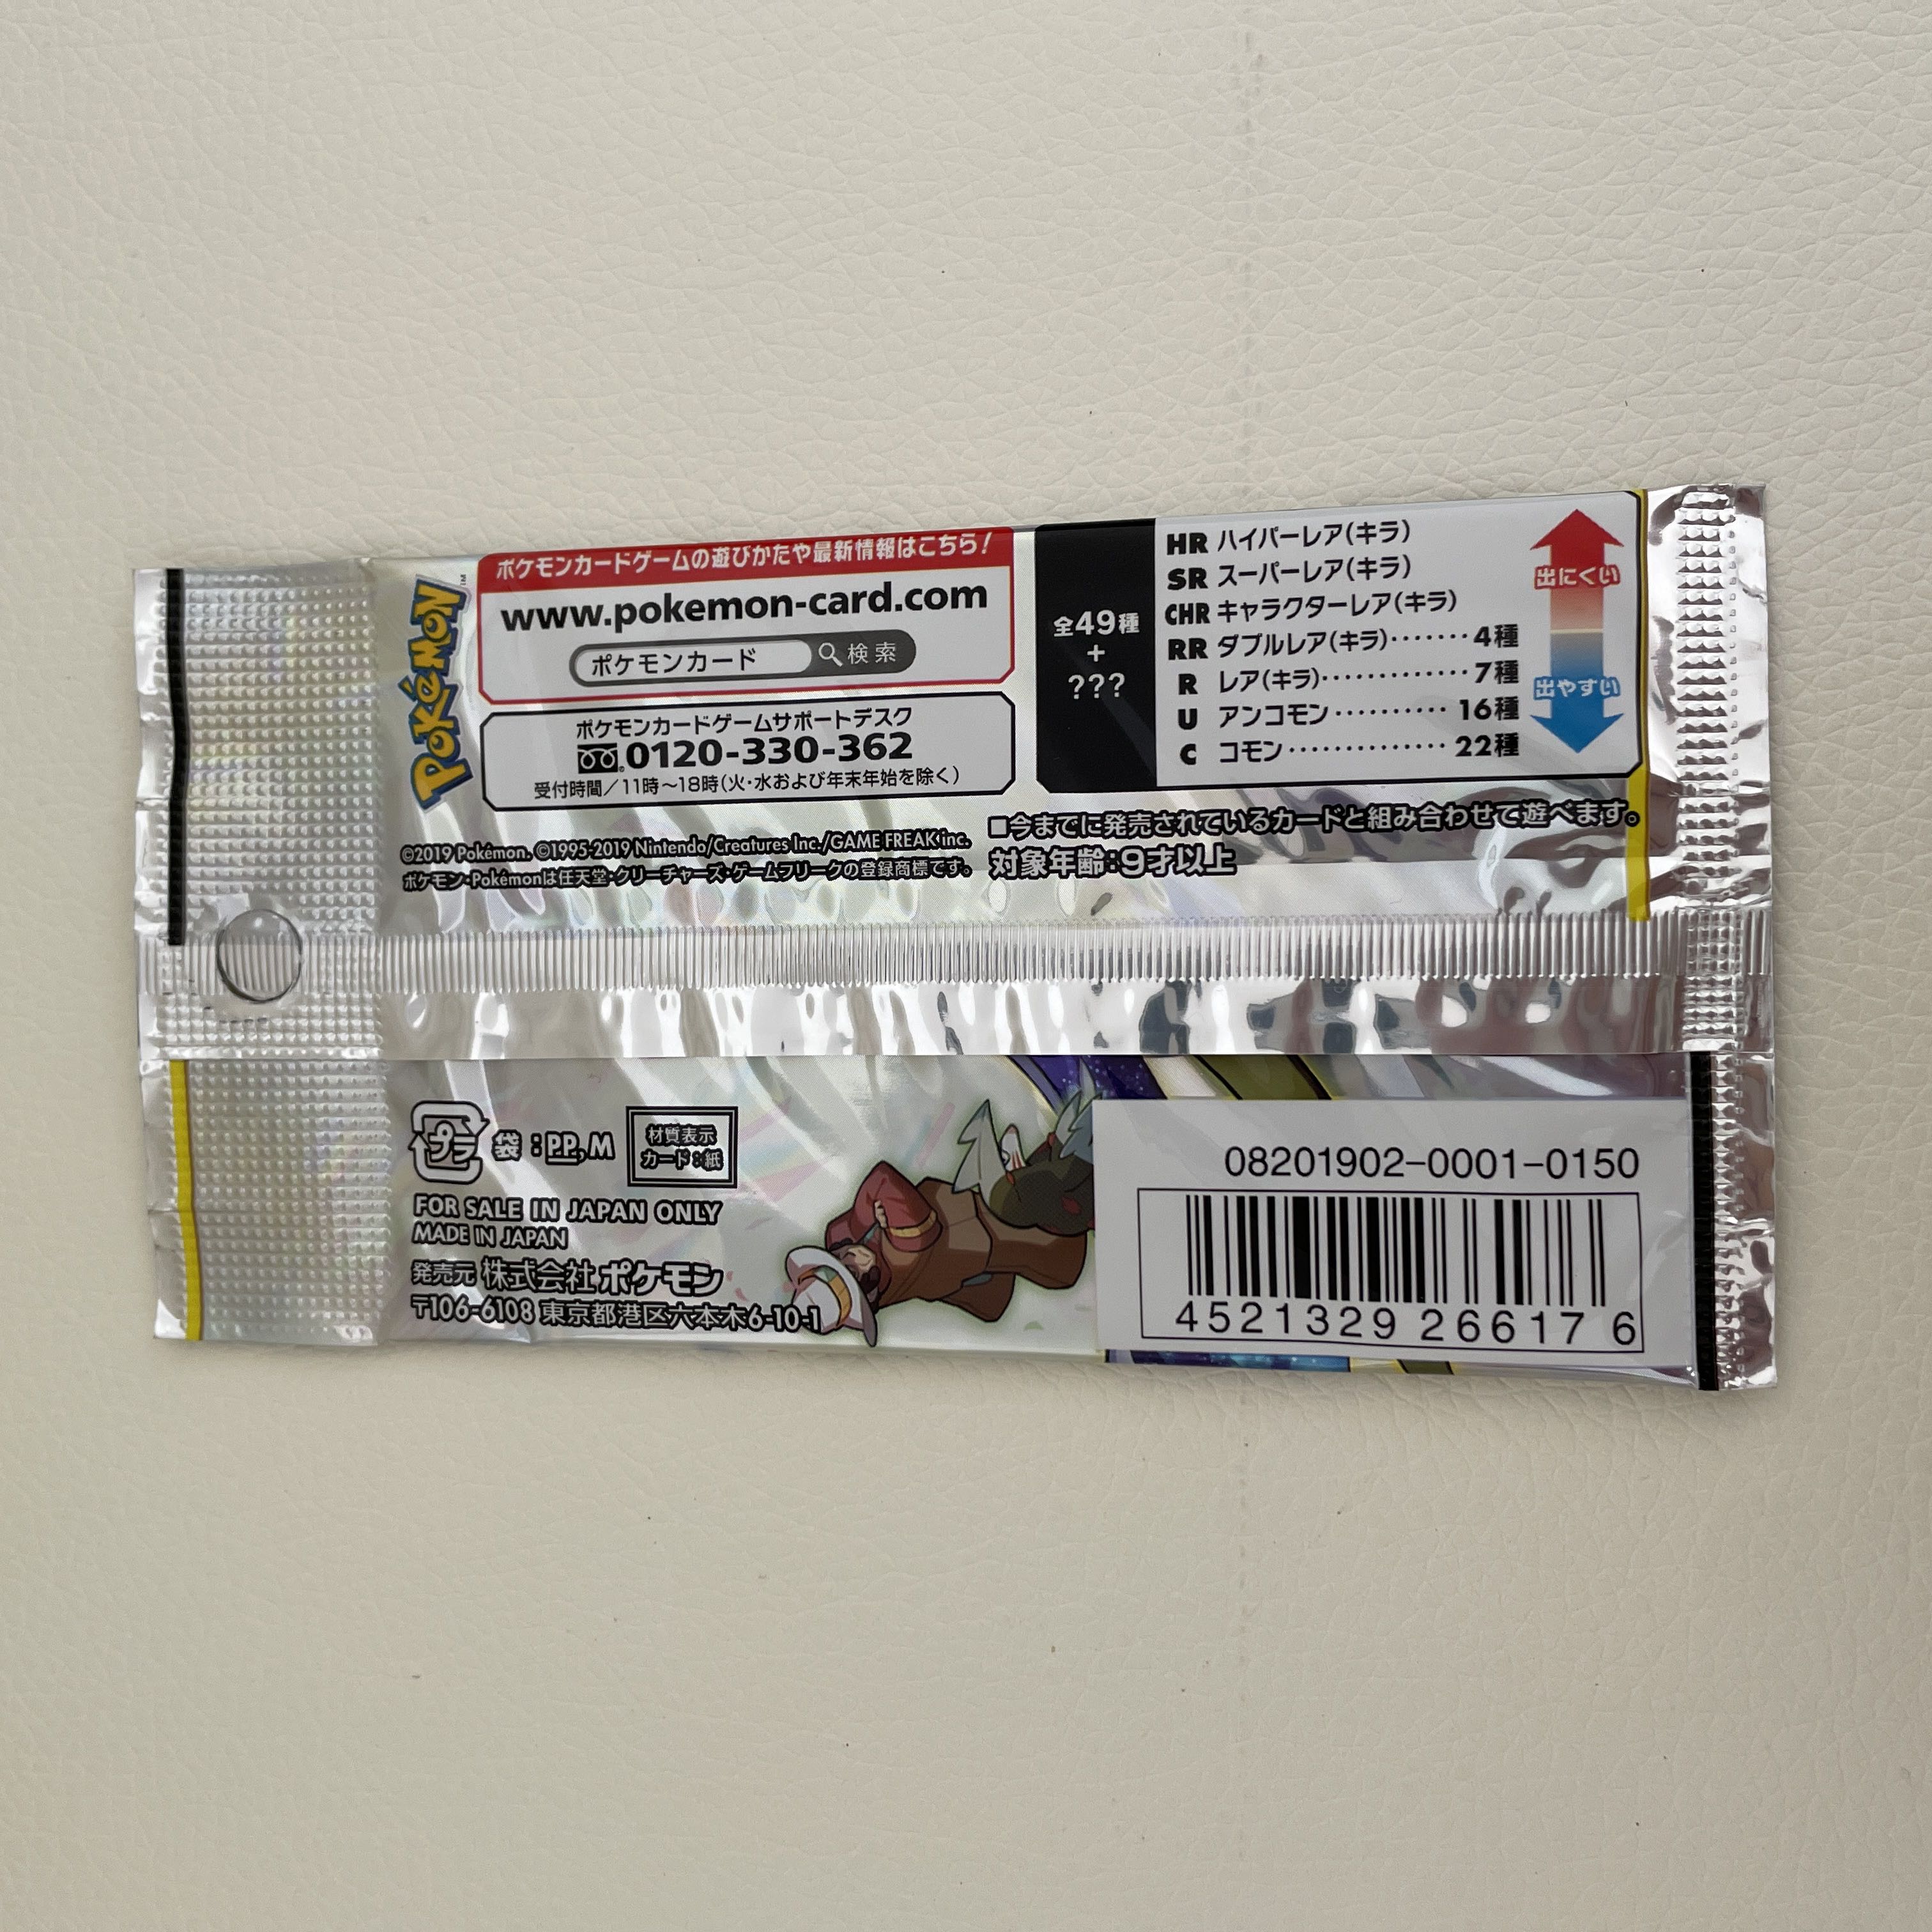 Pokémon
ポケモンカードゲームの遊びかたや最新情報はこちら!
www.pokemon-card.com
ポケモンカード 検索
ポケモンカードゲームサポートデスク
0120-330-362
受付時間/11時～18時(火・水および年末年始を除く)
©2019 Pokémon. ©1995-2019 Nintendo/Creatures Inc./GAME FREAK inc.
ポケモン・Pokémonは任天堂・クリーチャーズ・ゲームフリークの登録商標です。
全49種
+
???
HR ハイパーレア(キラ)
SR スーパーレア(キラ)
CHR キャラクターレア(キラ)
RR ダブルレア(キラ)·······4種
R レア(キラ)·············7種
U アンコモン··········16種
C コモン··············22種
出にくい
出やすい
■今までに発売されているカードと組み合わせて遊べます。
対象年齢:9才以上
プラ 袋:PP,M
材質表示
カード:紙
FOR SALE IN JAPAN ONLY
MADE IN JAPAN
発売元 株式会社ポケモン
〒106-6108 東京都港区六本木6-10-1
08201902-0001-0150
4521329266176